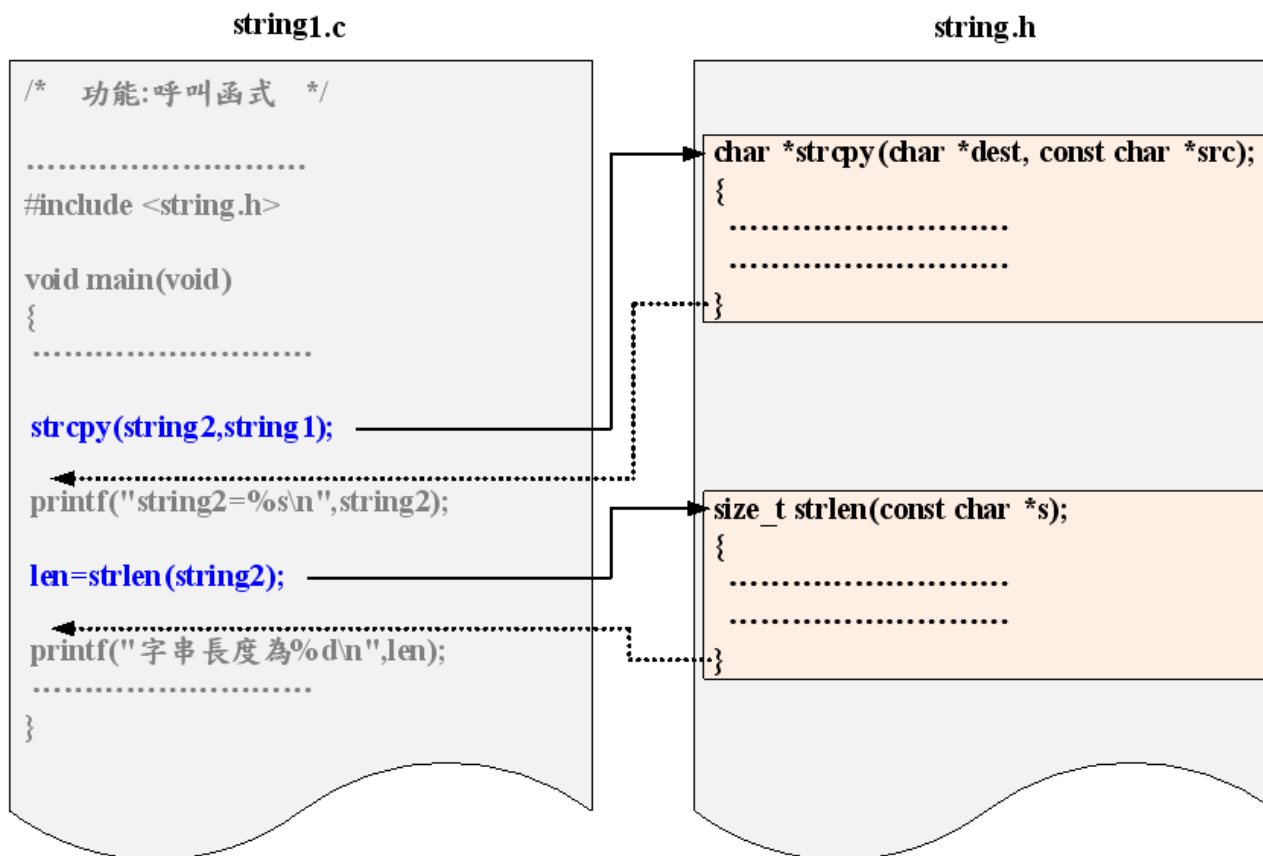 string1.c
/* 功能:呼叫函式 */
..............................
#include <string.h>
void main(void)
{
..............................
strcpy(string2,string1);
printf("string2=%s\n",string2);
len=strlen(string2);
printf("字串長度為%d\n",len);
..............................
}
string.h
char *strcpy(char *dest, const char *src);
{
..............................
..............................
}
size_t strlen(const char *s);
{
..............................
..............................
}